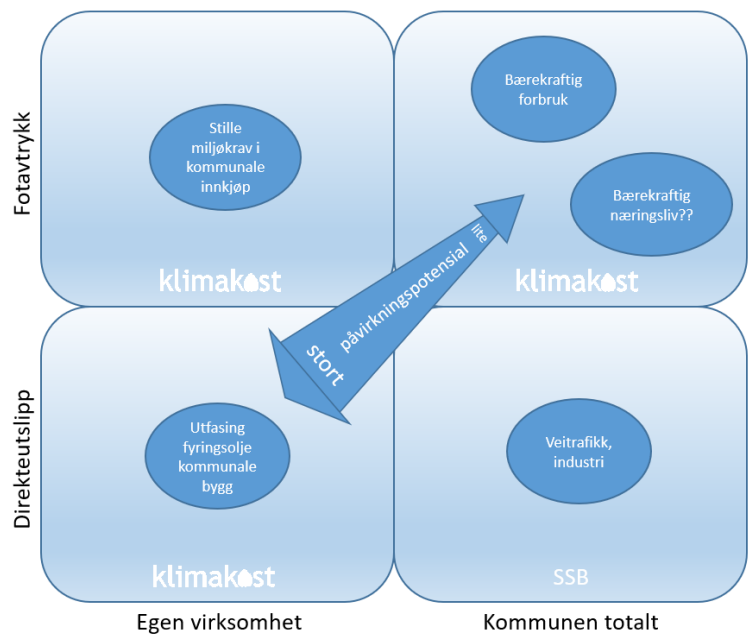 Fotavtrykk
Stille
miljøkrav i
kommunale
innkjøp
klimakost
Bærekraftig
forbruk
Bærekraftig
næringsliv??
klimakost
stort påvirkningspotensial lite
Direkteutslipp
Utfasing
fyringsolje
kommunale
bygg
klimakost
Veitrafikk,
industri
SSB
Egen virksomhet
Kommunen totalt